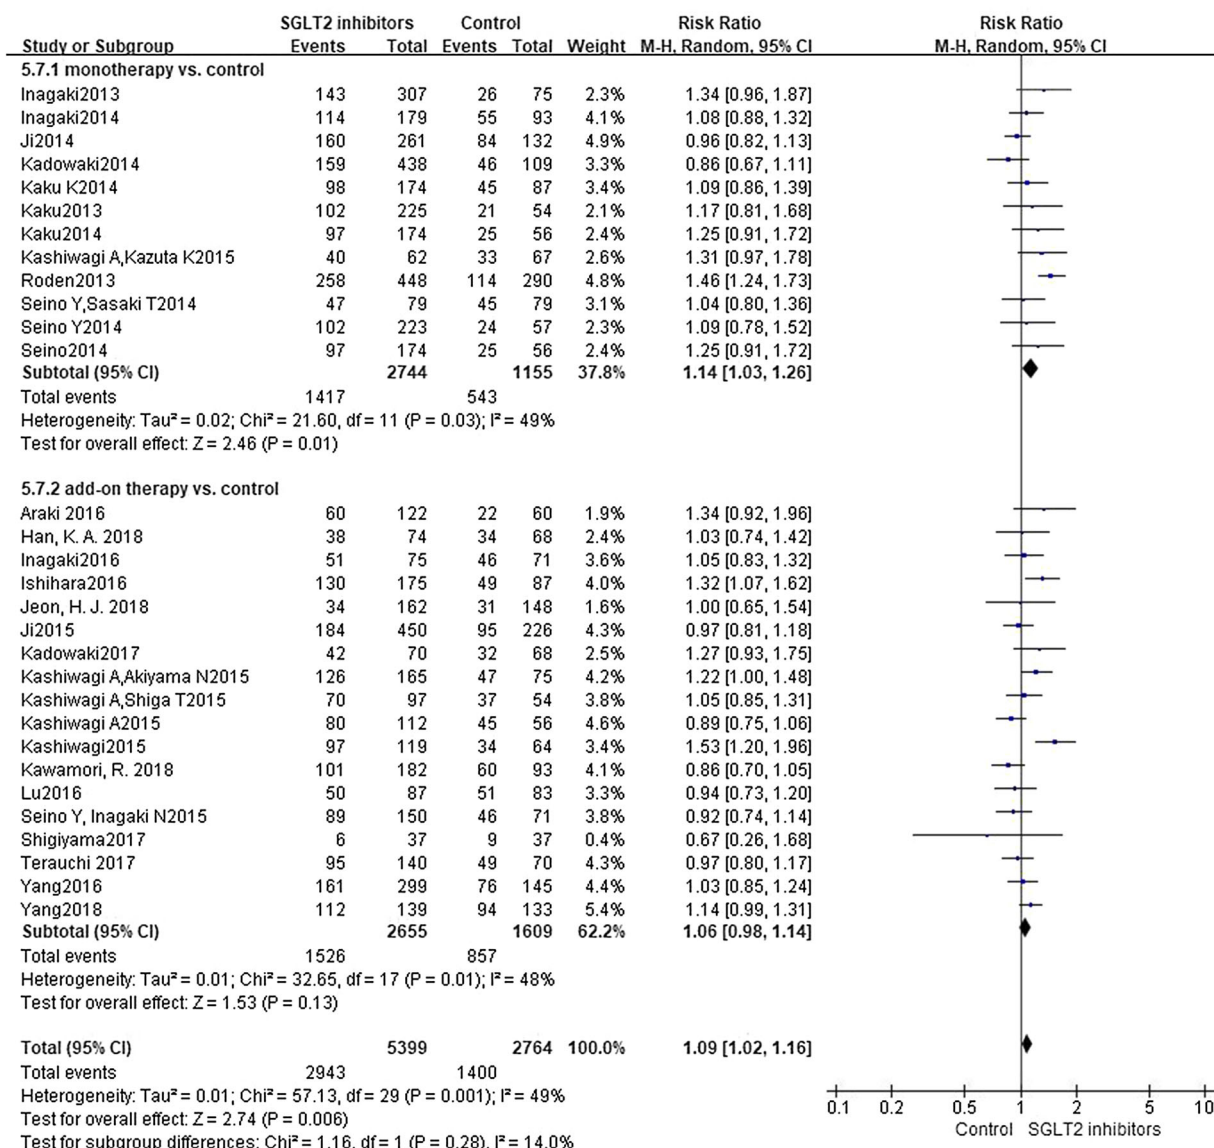 SGLT2 inhibitors Control Risk Ratio Risk Ratio
Study or Subgroup Events Total Events Total Weight M-H, Random, 95% CI M-H, Random, 95% CI
5.7.1 monotherapy vs. control
Inagaki2013 143 307 26 75 2.3% 1.34 [0.96, 1.87]
Inagaki2014 114 179 55 93 4.1% 1.08 [0.88, 1.32]
Ji2014 160 261 84 132 4.9% 0.96 [0.82, 1.13]
Kadowaki2014 159 438 46 109 3.3% 0.86 [0.67, 1.11]
Kaku K2014 98 174 45 87 3.4% 1.09 [0.86, 1.39]
Kaku2013 102 225 21 54 2.1% 1.17 [0.81, 1.68]
Kaku2014 97 174 25 56 2.4% 1.25 [0.91, 1.72]
Kashiwagi A,Kazuta K2015 40 62 33 67 2.6% 1.31 [0.97, 1.78]
Roden2013 258 448 114 290 4.8% 1.46 [1.24, 1.73]
Seino Y,Sasaki T2014 47 79 45 79 3.1% 1.04 [0.80, 1.36]
Seino Y2014 102 223 24 57 2.3% 1.09 [0.78, 1.52]
Seino2014 97 174 25 56 2.4% 1.25 [0.91, 1.72]
Subtotal (95% CI) 2744 1155 37.8% 1.14 [1.03, 1.26]
Total events 1417 543
Heterogeneity: Tau² = 0.02; Chi² = 21.60, df = 11 (P = 0.03); I² = 49%
Test for overall effect: Z = 2.46 (P = 0.01)
5.7.2 add-on therapy vs. control
Araki 2016 60 122 22 60 1.9% 1.34 [0.92, 1.96]
Han, K. A. 2018 38 74 34 68 2.4% 1.03 [0.74, 1.42]
Inagaki2016 51 75 46 71 3.6% 1.05 [0.83, 1.32]
Ishihara2016 130 175 49 87 4.0% 1.32 [1.07, 1.62]
Jeon, H. J. 2018 34 162 31 148 1.6% 1.00 [0.65, 1.54]
Ji2015 184 450 95 226 4.3% 0.97 [0.81, 1.18]
Kadowaki2017 42 70 32 68 2.5% 1.27 [0.93, 1.75]
Kashiwagi A,Akiyama N2015 126 165 47 75 4.2% 1.22 [1.00, 1.48]
Kashiwagi A,Shiga T2015 70 97 37 54 3.8% 1.05 [0.85, 1.31]
Kashiwagi A2015 80 112 45 56 4.6% 0.89 [0.75, 1.06]
Kashiwagi2015 97 119 34 64 3.4% 1.53 [1.20, 1.96]
Kawamori, R. 2018 101 182 60 93 4.1% 0.86 [0.70, 1.05]
Lu2016 50 87 51 83 3.3% 0.94 [0.73, 1.20]
Seino Y, Inagaki N2015 89 150 46 71 3.8% 0.92 [0.74, 1.14]
Shigiyama2017 6 37 9 37 0.4% 0.67 [0.26, 1.68]
Terauchi 2017 95 140 49 70 4.3% 0.97 [0.80, 1.17]
Yang2016 161 299 76 145 4.4% 1.03 [0.85, 1.24]
Yang2018 112 139 94 133 5.4% 1.14 [0.99, 1.31]
Subtotal (95% CI) 2655 1609 62.2% 1.06 [0.98, 1.14]
Total events 1526 857
Heterogeneity: Tau² = 0.01; Chi² = 32.65, df = 17 (P = 0.01); I² = 48%
Test for overall effect: Z = 1.53 (P = 0.13)
Total (95% CI) 5399 2764 100.0% 1.09 [1.02, 1.16]
Total events 2943 1400
Heterogeneity: Tau² = 0.01; Chi² = 57.13, df = 29 (P = 0.001); I² = 49%
Test for overall effect: Z = 2.74 (P = 0.006)
Test for subgroup differences: Chi² = 1.16, df = 1 (P = 0.28), I² = 14.0%
0.1 0.2 0.5 1 2 5 10
Control SGLT2 inhibitors